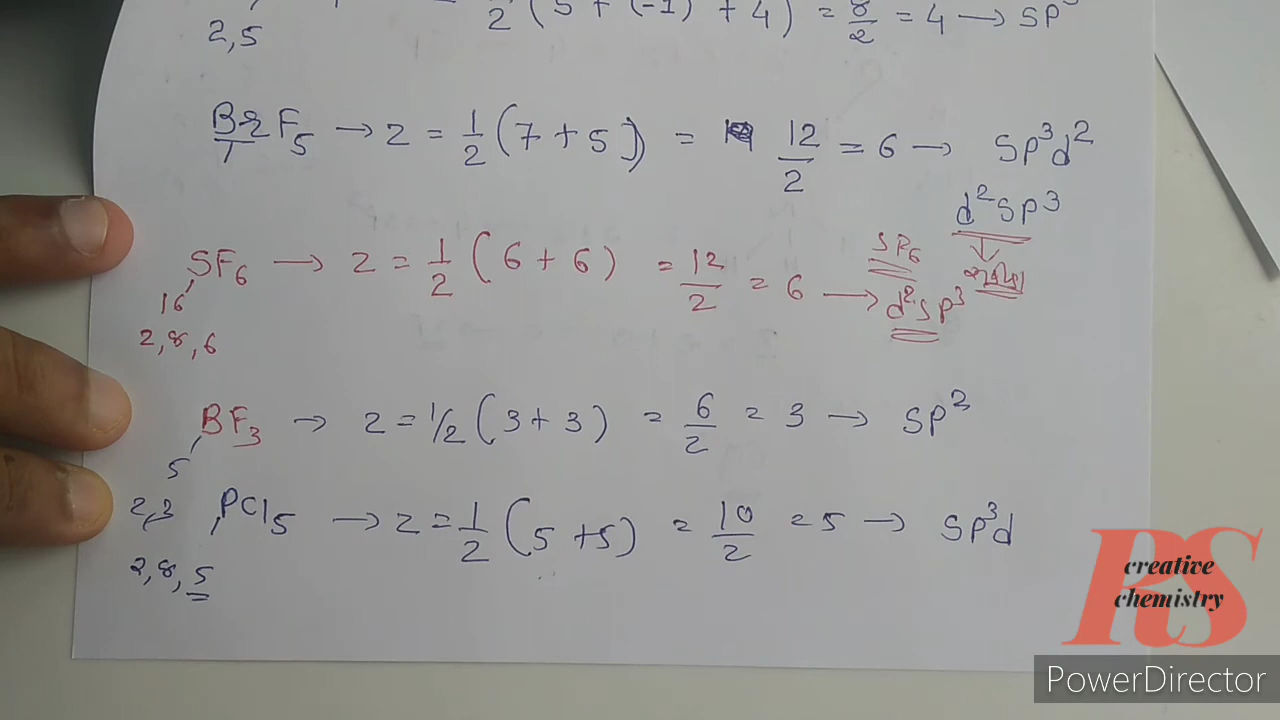 = 1/2 (5 + (-1) + 4) = 8/2 = 4 → SP³
2,5
BrF₅ → Z = 1/2 (7 + 5) = 12/2 = 6 → SP³d²
d²SP³
SF₆ → Z = 1/2 (6 + 6) = 12/2 = 6 → d²SP³
16
2,8,6
BF₃ → Z = 1/2 (3 + 3) = 6/2 = 3 → SP²
5
2,3
PCl₅ → Z = 1/2 (5 + 5) = 10/2 = 5 → SP³d
2,8,5
RS
creative
chemistry
PowerDirector